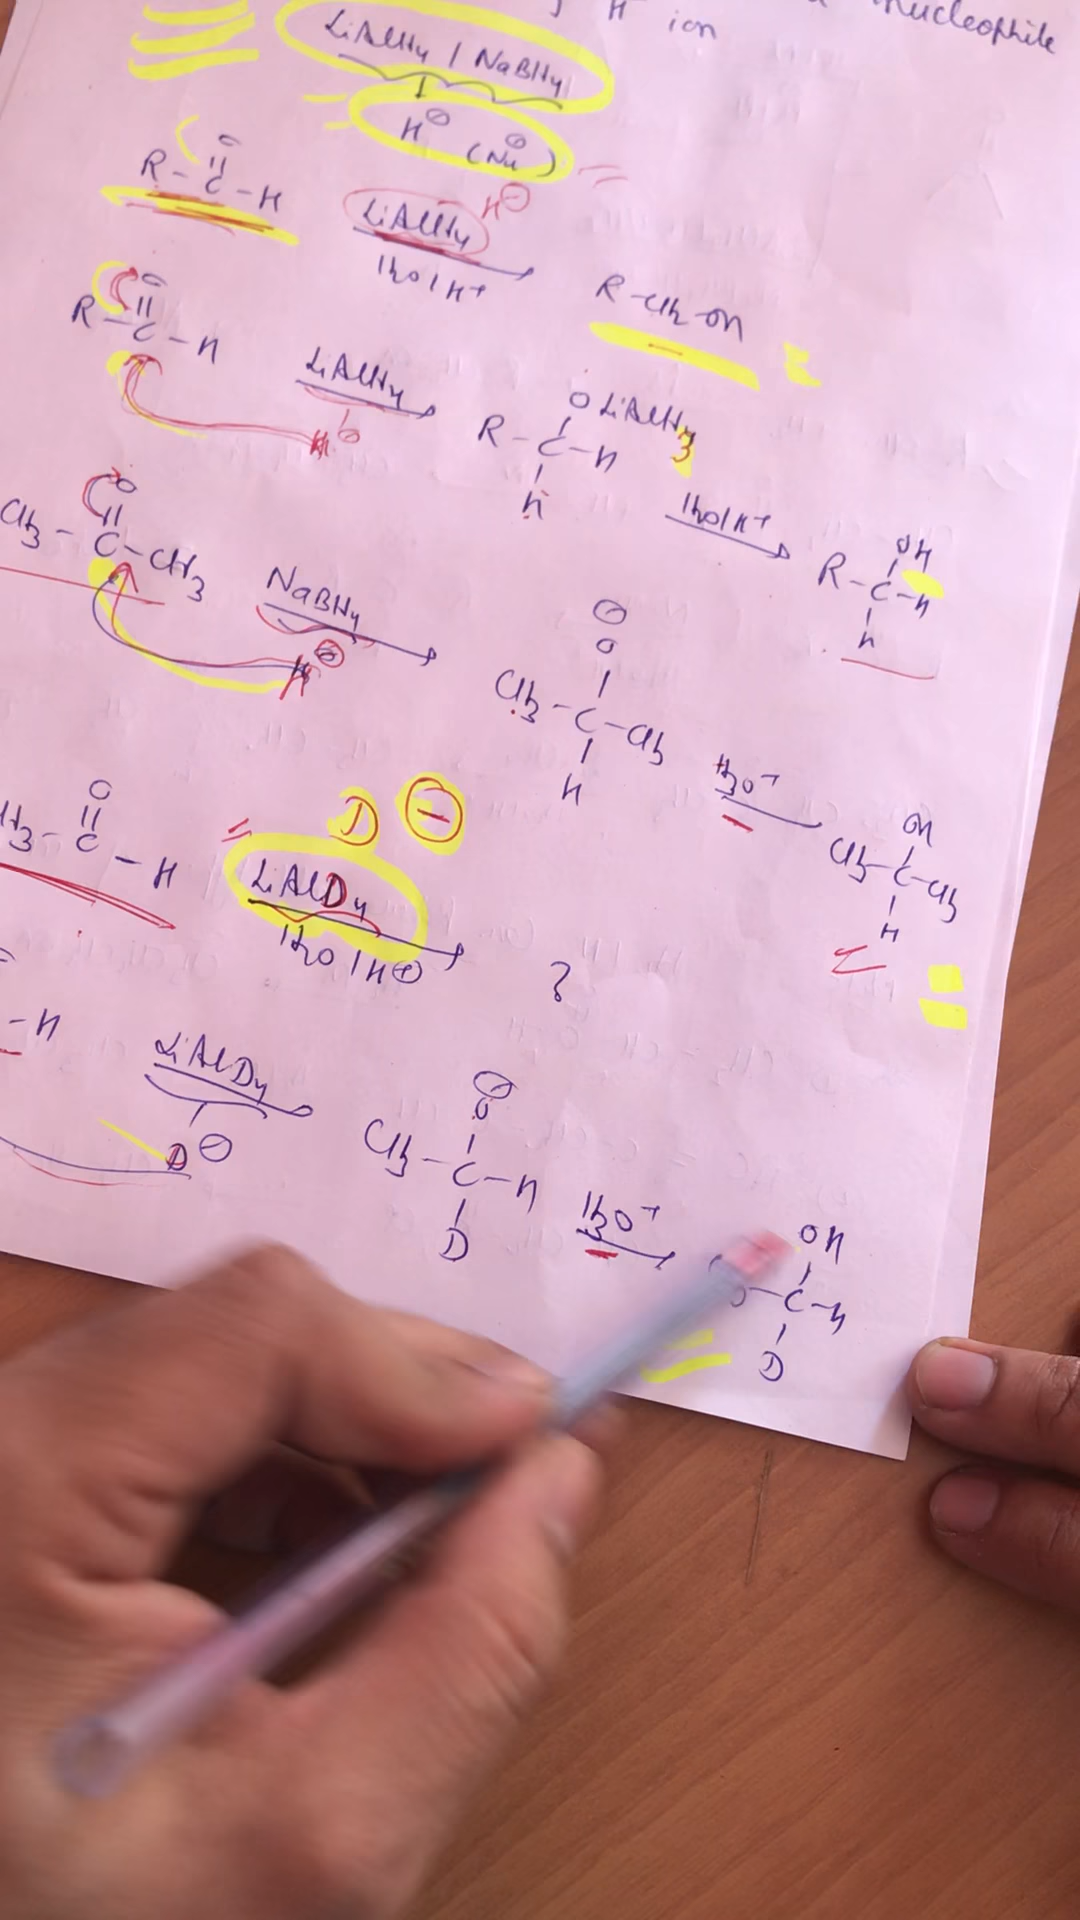 H⁻ ion nucleophile
LiAlH4 / NaBH4
H⊖ (Nu⊖)
O
R - C - H LiAlH4 H⊖
H2O/H+ R - CH2 - OH
O
R - C - H LiAlH4 OLiAlH3
H⊖ R - C - H
H H2O/H+ OH
R - C - H
H
O
CH3 - C - CH3 NaBH4
H⊖ ⊖
O
CH3 - C - CH3
H H3O+ OH
CH3 - C - CH3
H
D ⊖
O
H3 - C - H LiAlD4
H2O/H⊕ ?
- H LiAlD4
D⊖ ⊖
O
CH3 - C - H
D H3O+ OH
- C - H
D